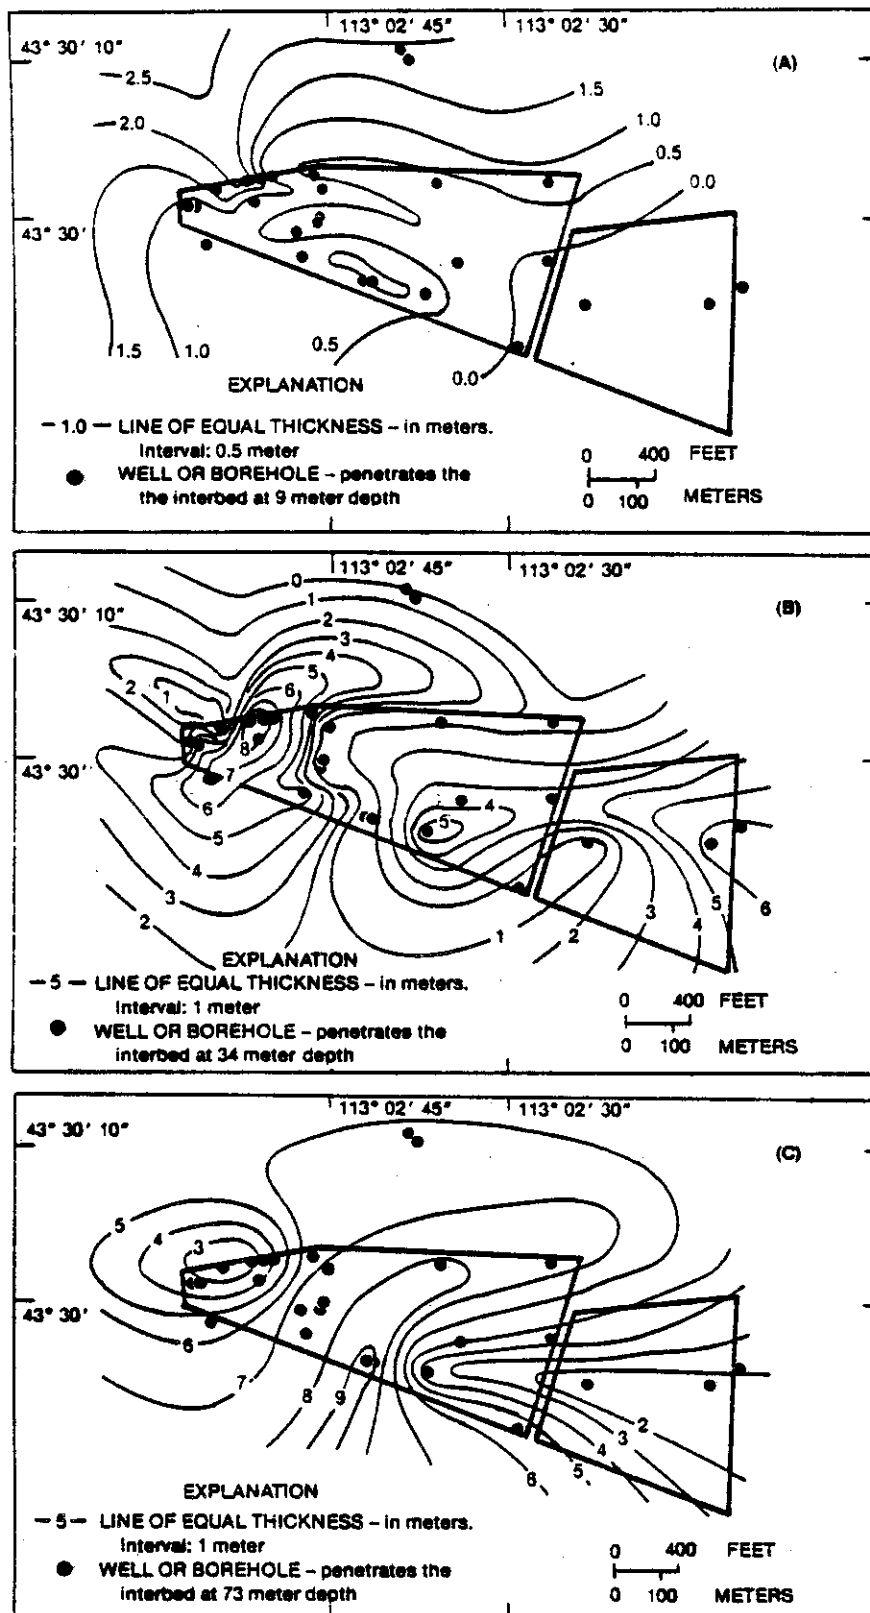 113° 02′ 45″ 113° 02′ 30″
43° 30′ 10″
(A)
2.5
1.5
2.0
1.0
0.5
0.0
43° 30′
1.5
1.0
0.5
0.0
EXPLANATION
— 1.0 — LINE OF EQUAL THICKNESS – in meters.
Interval: 0.5 meter
WELL OR BOREHOLE – penetrates the
the interbed at 9 meter depth
0 400 FEET
0 100 METERS
113° 02′ 45″ 113° 02′ 30″
43° 30′ 10″
(B)
0
1
2
3
4
5
6
2
1
8
43° 30′
7
6
5
4
5
4
3
2
1
2
3
4
5
6
EXPLANATION
— 5 — LINE OF EQUAL THICKNESS – in meters.
Interval: 1 meter
WELL OR BOREHOLE – penetrates the
interbed at 34 meter depth
0 400 FEET
0 100 METERS
113° 02′ 45″ 113° 02′ 30″
43° 30′ 10″
(C)
5
4
3
43° 30′
6
7
8
9
2
3
4
5
6
EXPLANATION
— 5 — LINE OF EQUAL THICKNESS – in meters.
Interval: 1 meter
WELL OR BOREHOLE – penetrates the
interbed at 73 meter depth
0 400 FEET
0 100 METERS